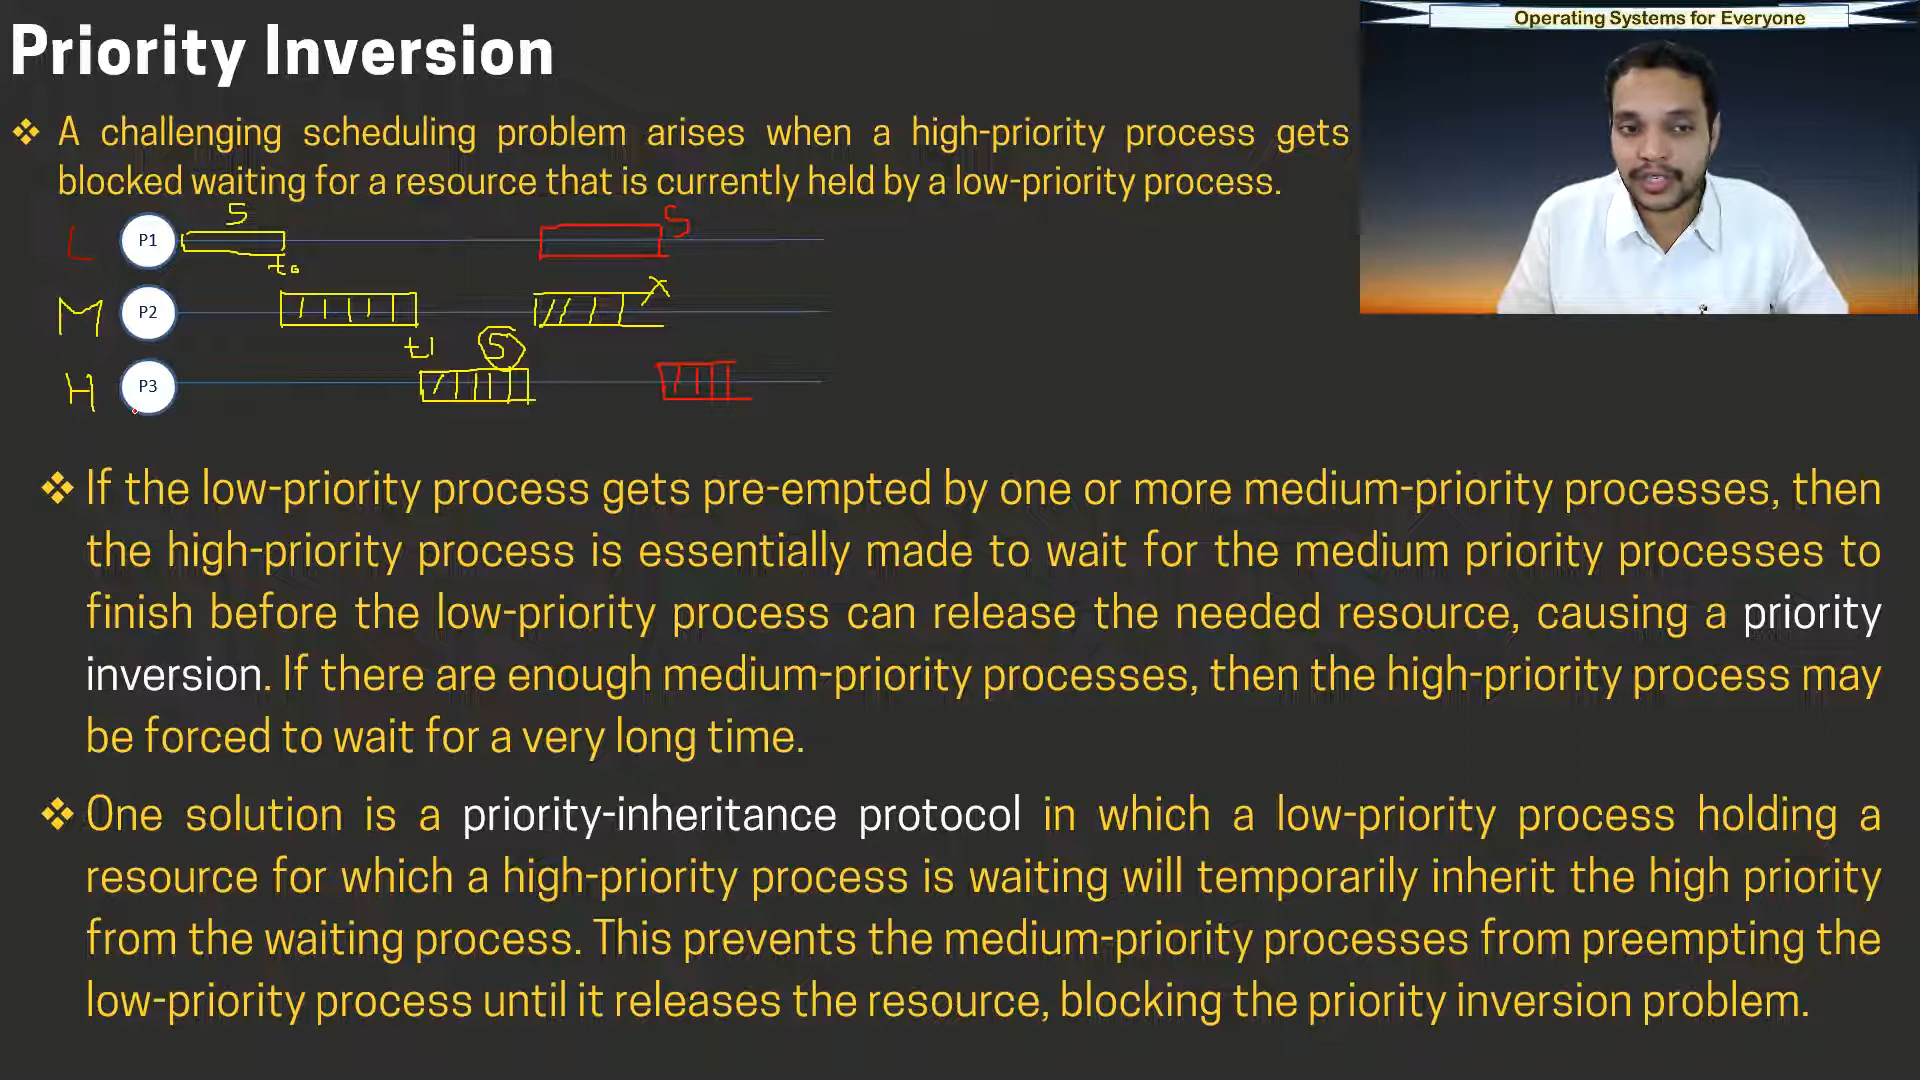 Priority Inversion
Operating Systems for Everyone
❖ A challenging scheduling problem arises when a high-priority process gets
blocked waiting for a resource that is currently held by a low-priority process.
S
S
L P1
t0
X
M P2
t1 S
H P3
❖ If the low-priority process gets pre-empted by one or more medium-priority processes, then
the high-priority process is essentially made to wait for the medium priority processes to
finish before the low-priority process can release the needed resource, causing a priority
inversion. If there are enough medium-priority processes, then the high-priority process may
be forced to wait for a very long time.
❖ One solution is a priority-inheritance protocol in which a low-priority process holding a
resource for which a high-priority process is waiting will temporarily inherit the high priority
from the waiting process. This prevents the medium-priority processes from preempting the
low-priority process until it releases the resource, blocking the priority inversion problem.